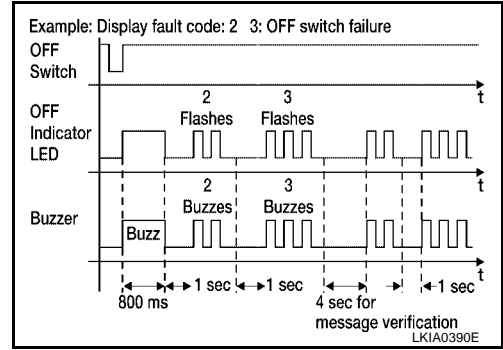 Example: Display fault code: 2 3: OFF switch failure
OFF
Switch
t
2
Flashes
3
Flashes
OFF
Indicator
LED
t
2
Buzzes
3
Buzzes
Buzzer
Buzz
t
1 sec
1 sec
1 sec
800 ms
4 sec for
message verification
LKIA0390E